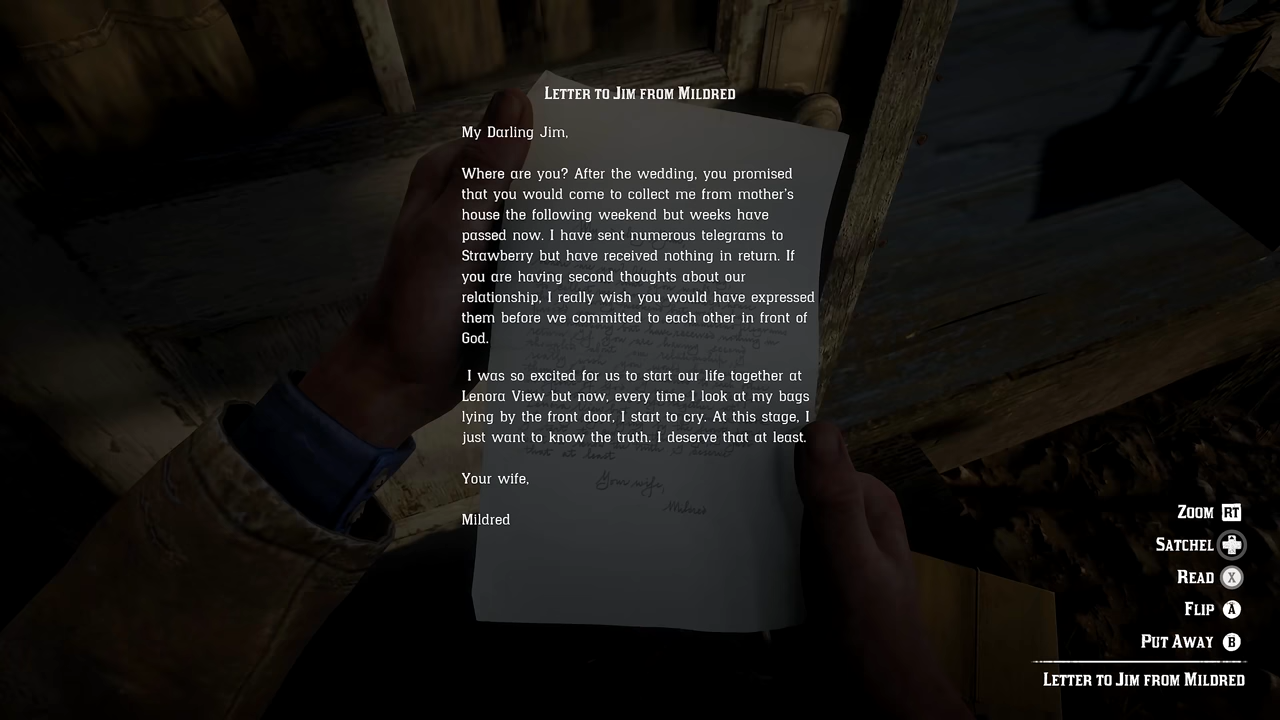 Letter to Jim from Mildred
My Darling Jim,
Where are you? After the wedding, you promised
that you would come to collect me from mother's
house the following weekend but weeks have
passed now. I have sent numerous telegrams to
Strawberry but have received nothing in return. If
you are having second thoughts about our
relationship, I really wish you would have expressed
them before we committed to each other in front of
God.
I was so excited for us to start our life together at
Lenora View but now, every time I look at my bags
lying by the front door, I start to cry. At this stage, I
just want to know the truth. I deserve that at least.
Your wife,
Mildred
Your wife,
Mildred
Zoom RT
Satchel
Read X
Flip A
Put Away B
Letter to Jim from Mildred